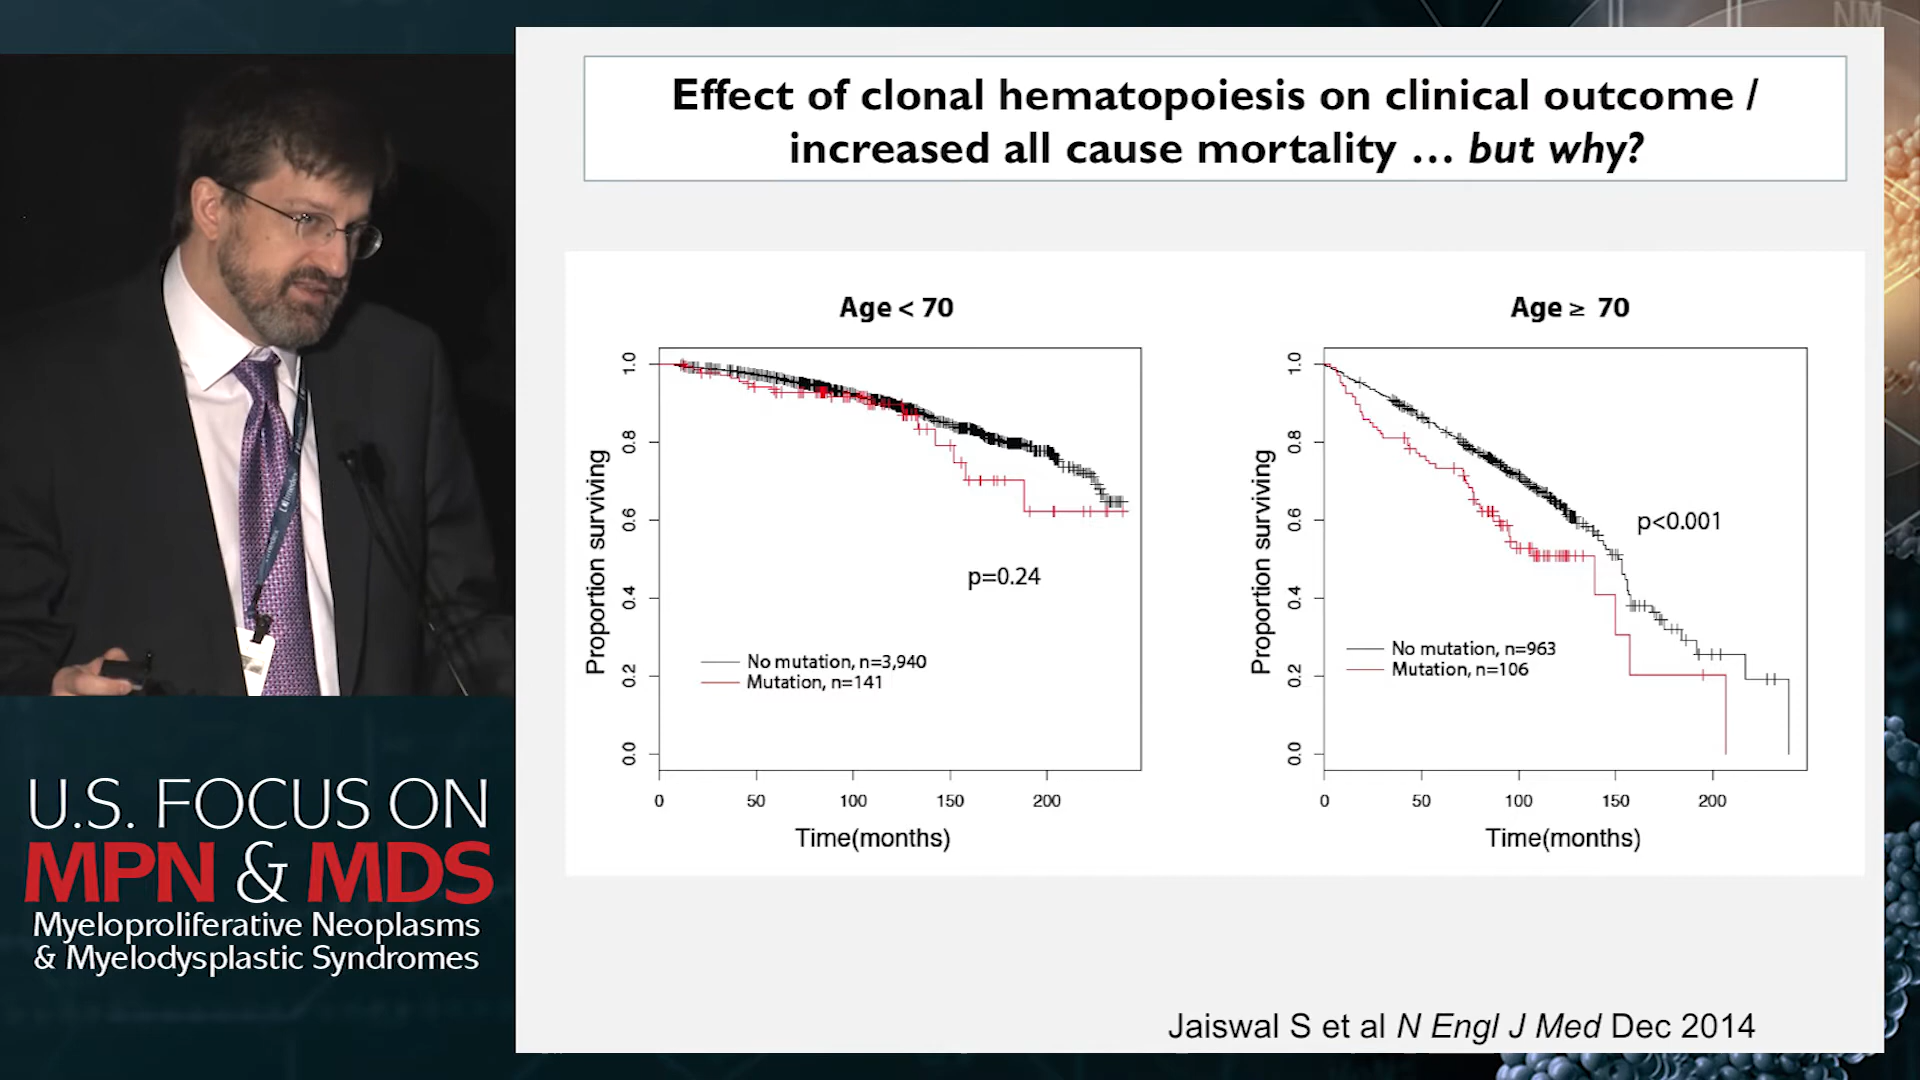 NM
Effect of clonal hematopoiesis on clinical outcome /
increased all cause mortality … but why?
Age < 70
Proportion surviving
1.0
0.8
0.6
0.4
0.2
0.0
p=0.24
No mutation, n=3,940
Mutation, n=141
0 50 100 150 200
Time(months)
Age ≥ 70
Proportion surviving
1.0
0.8
0.6
0.4
0.2
0.0
p<0.001
No mutation, n=963
Mutation, n=106
0 50 100 150 200
Time(months)
Jaiswal S et al N Engl J Med Dec 2014
U.S. FOCUS ON
MPN & MDS
Myeloproliferative Neoplasms
& Myelodysplastic Syndromes